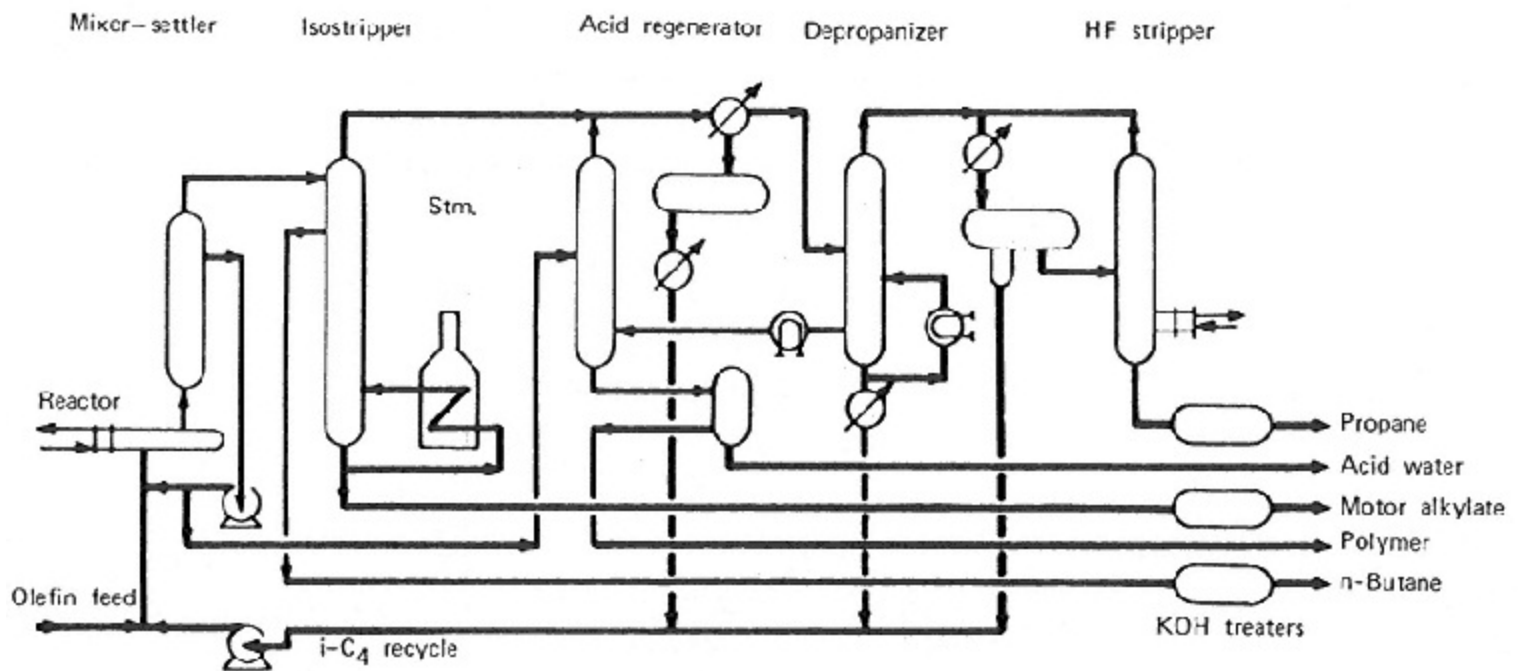 Mixer-settler
Isostripper
Acid regenerator
Depropanizer
HF stripper
Stm.
Reactor
Propane
Acid water
Motor alkylate
Polymer
n-Butane
Olefin feed
KOH treaters
i-C₄ recycle